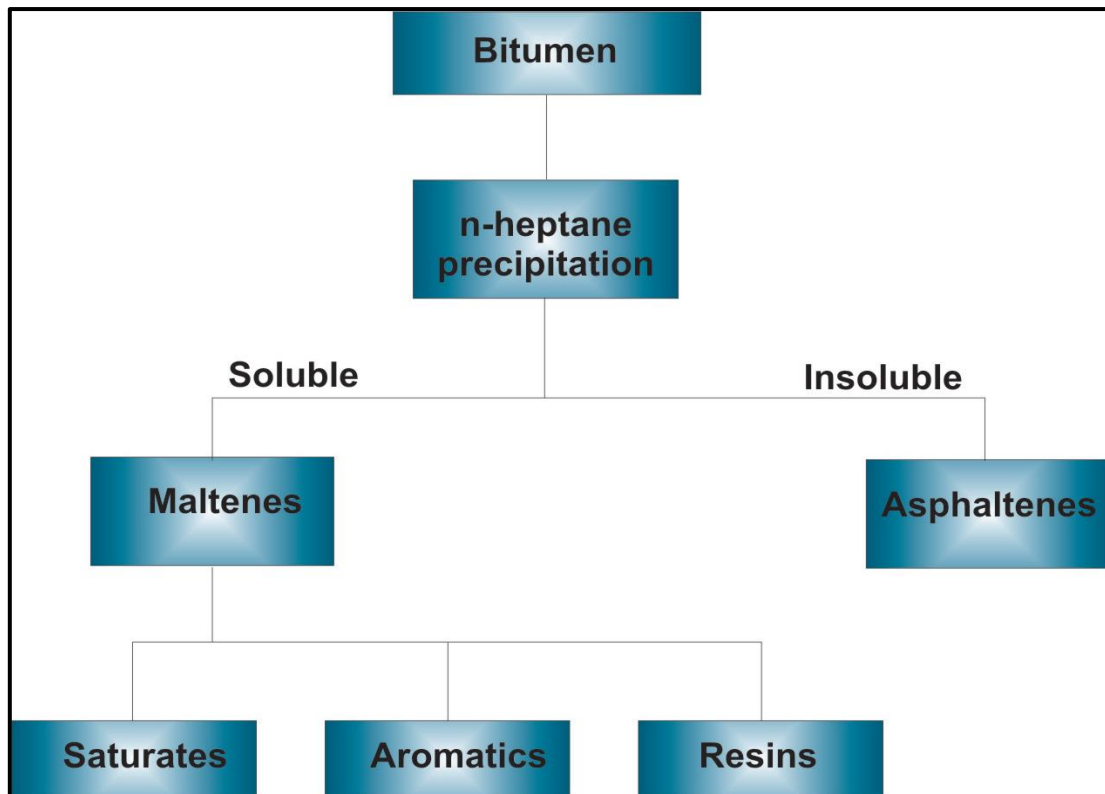 Bitumen
n-heptane
precipitation
Soluble
Insoluble
Maltenes
Asphaltenes
Saturates
Aromatics
Resins